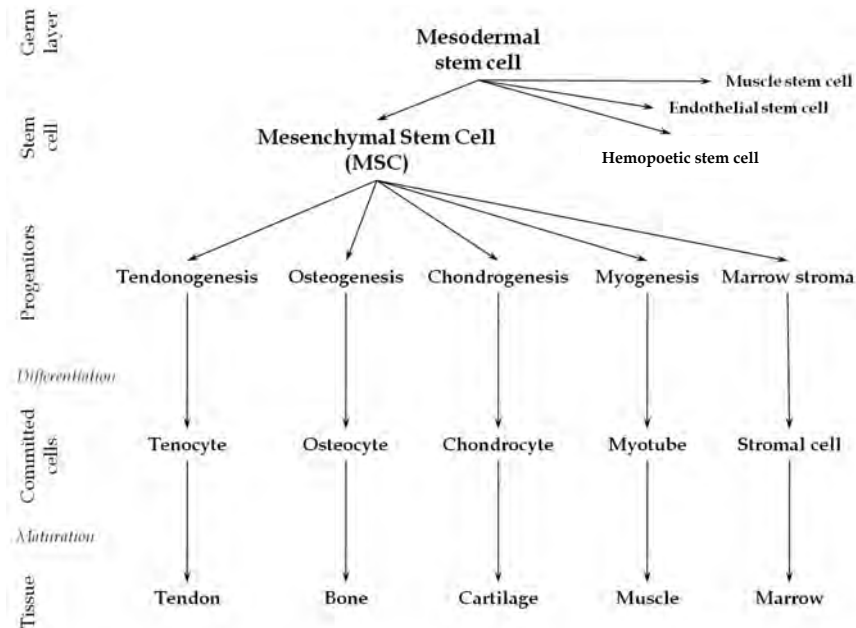 Germ
layer
Mesodermal
stem cell
Muscle stem cell
Endothelial stem cell
Stem
cell
Mesenchymal Stem Cell
(MSC)
Hemopoetic stem cell
Progenitors
Tendonogenesis Osteogenesis Chondrogenesis Myogenesis Marrow stroma
Differentiation
Committed
cells
Tenocyte Osteocyte Chondrocyte Myotube Stromal cell
Maturation
Tissue
Tendon Bone Cartilage Muscle Marrow